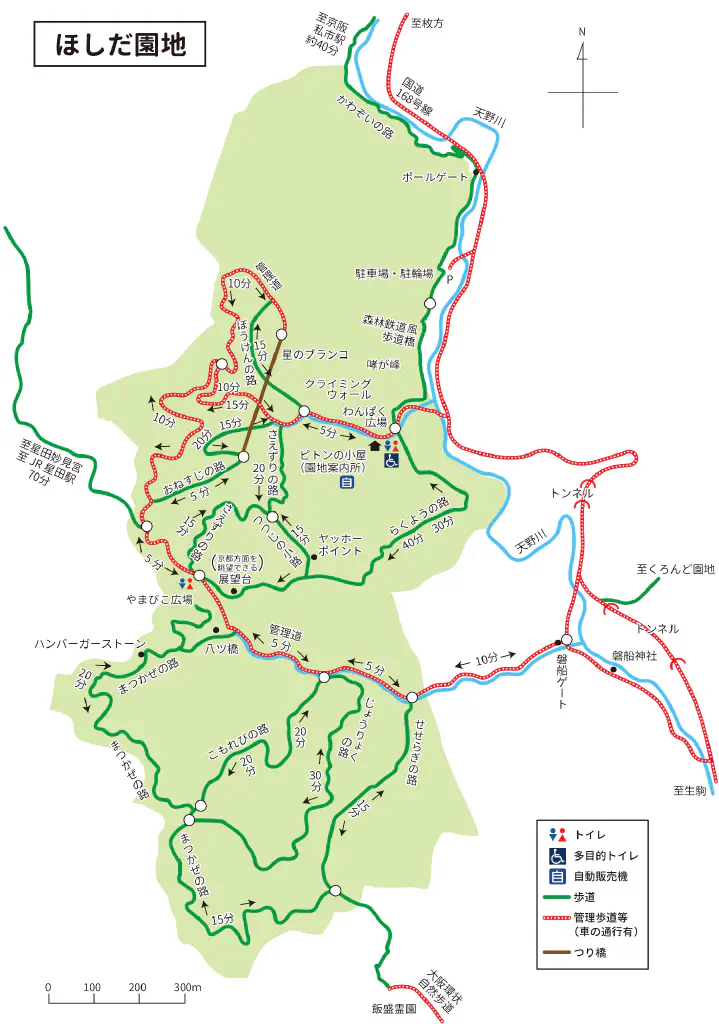 ほしだ園地
至京阪
私市駅
約40分
至枚方
N
国道
168号線
天野川
かわぞいの路
ポールゲート
駐車場・駐輪場
P
森林鉄道風
歩道橋
哮が峰
管理道
10分
ぼうけんの路
15分
星のブランコ
クライミング
ウォール
わんぱく
広場
10分
15分
5分
10分
15分
20分
さえずりの路
20分
ピトンの小屋
(園地案内所)
自
おねすじの路
5分
至星田妙見宮
至JR星田駅
70分
さえずりの路
15分
つつじの小路
15分
ヤッホー
ポイント
らくようの路
40分 30分
トンネル
天野川
(京都方面を
眺望できる)
展望台
5分
やまびこ広場
至くろんど園地
トンネル
ハンバーガーストーン
八ツ橋
管理道
5分
まつかぜの路
20分
5分
10分
磐船ゲート
磐船神社
じょうりょく
の路
せせらぎの路
こもれびの路
20分
20分
30分
まつかぜの路
15分
至生駒
まつかぜの路
15分
トイレ
多目的トイレ
自 自動販売機
歩道
管理歩道等
(車の通行有)
つり橋
0 100 200 300m
大阪環状
自然歩道
飯盛霊園